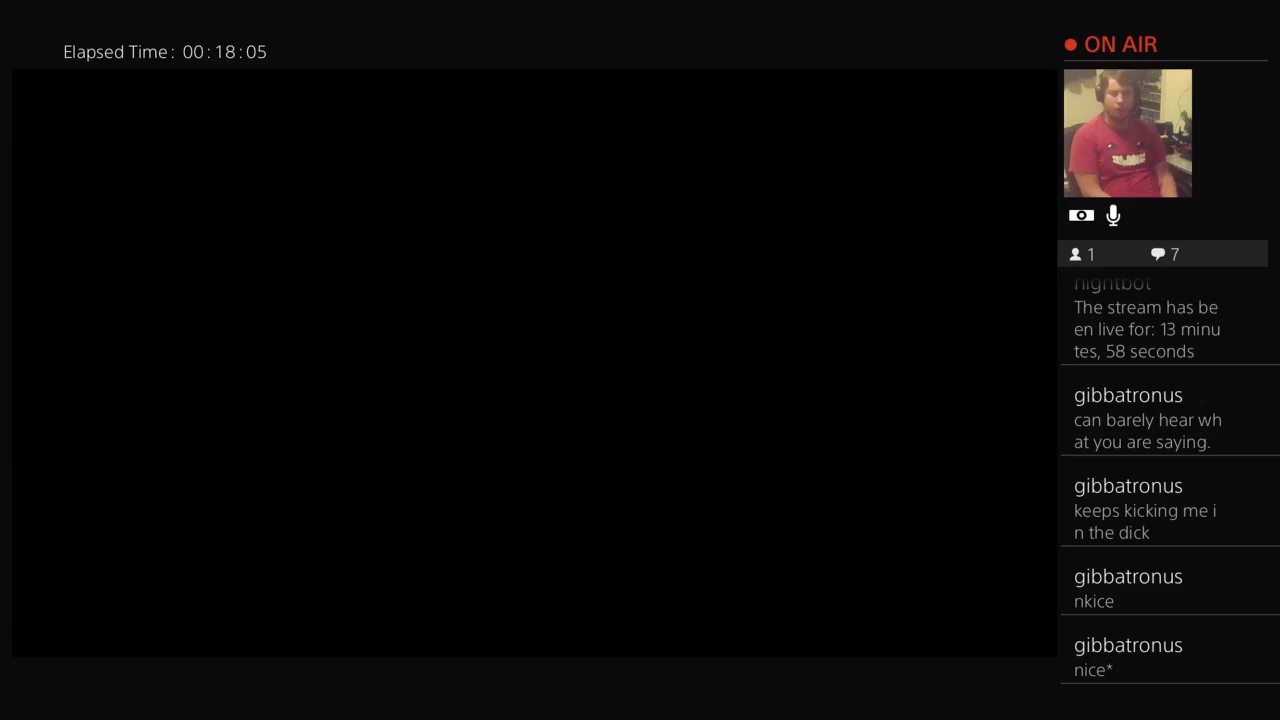 Elapsed Time: 00:18:05
ON AIR
1 7
nightbot
The stream has be
en live for: 13 minu
tes, 58 seconds
gibbatronus
can barely hear wh
at you are saying.
gibbatronus
keeps kicking me i
n the dick
gibbatronus
nkice
gibbatronus
nice*